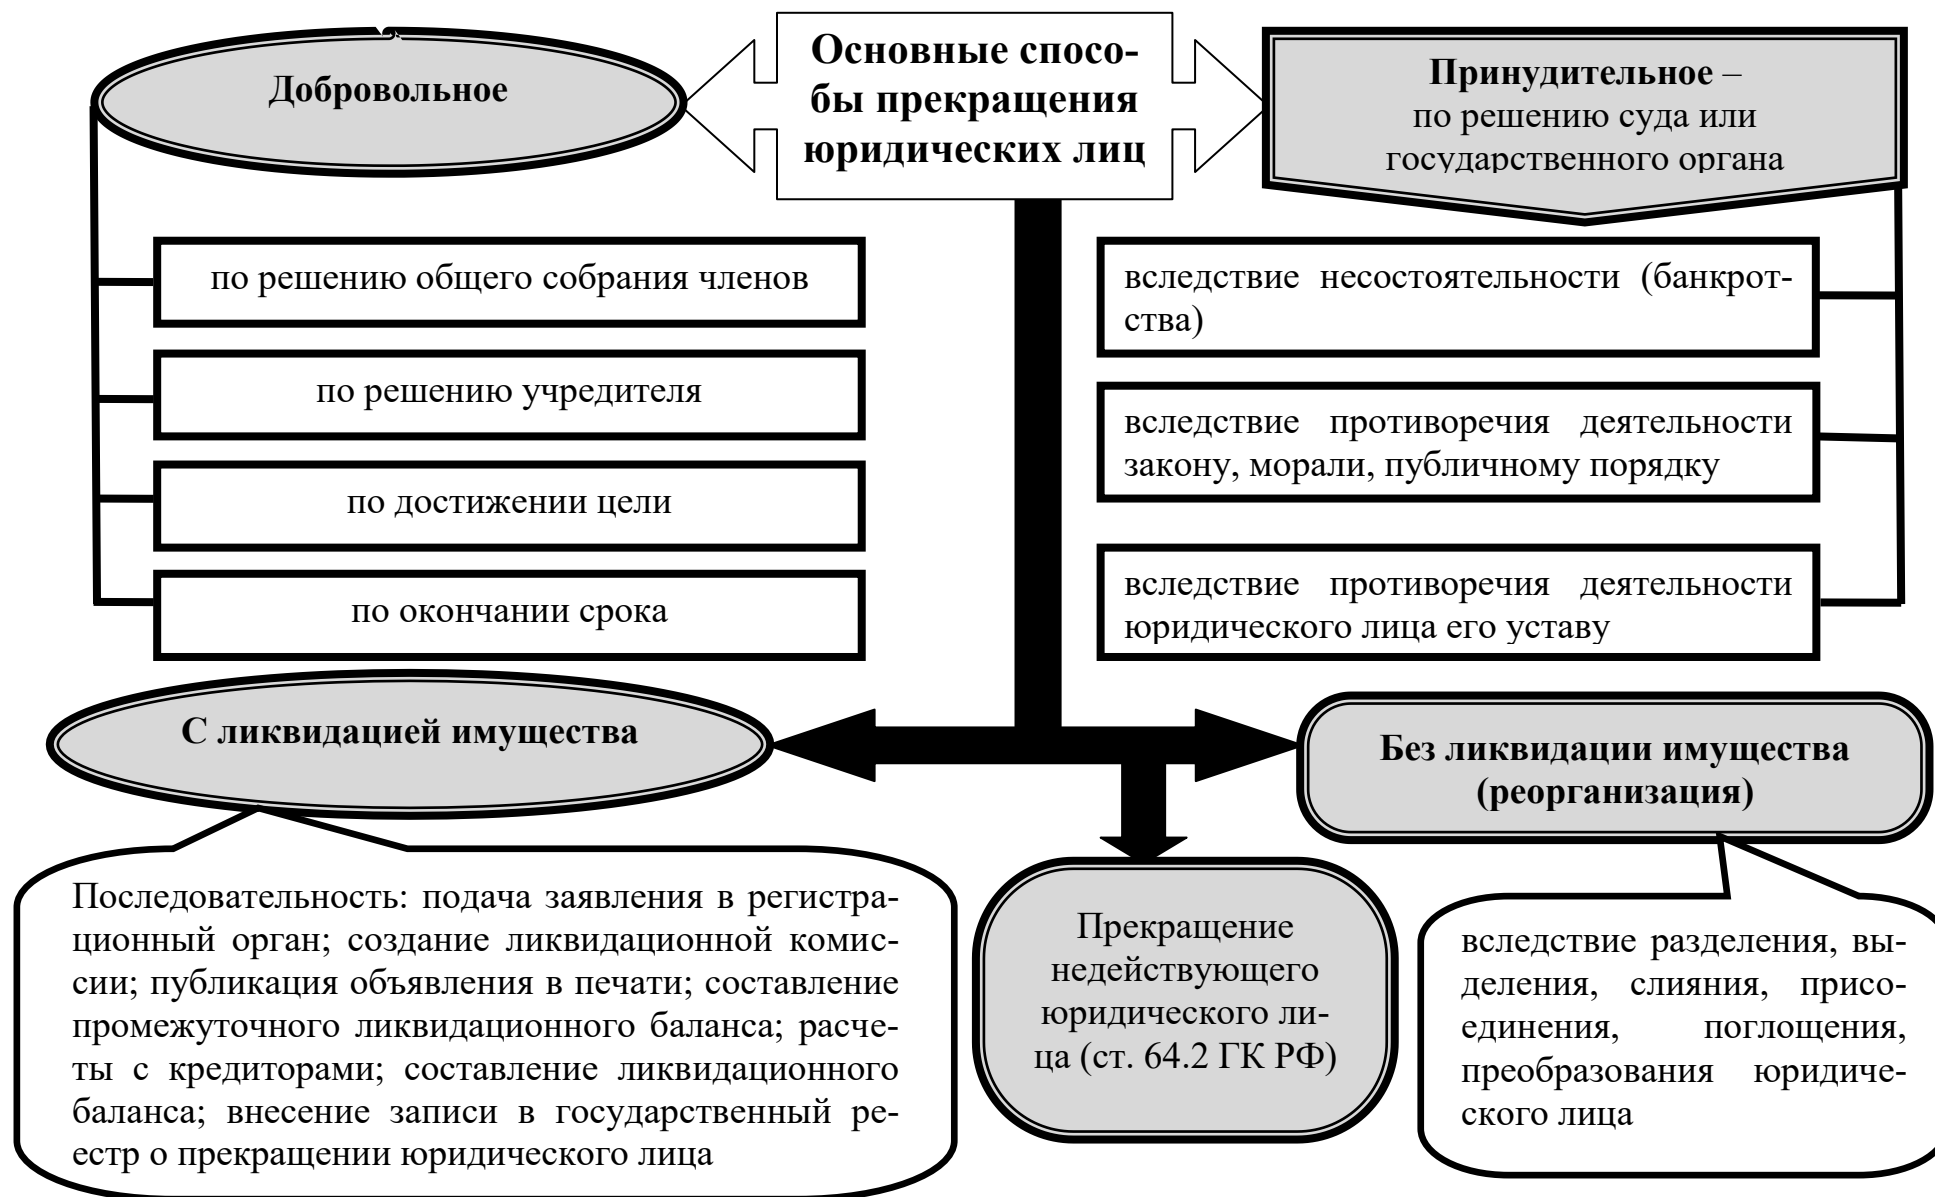 Основные спосо-
бы прекращения
юридических лиц
Добровольное
Принудительное –
по решению суда или
государственного органа
по решению общего собрания членов
по решению учредителя
по достижении цели
по окончании срока
вследствие несостоятельности (банкрот-
ства)
вследствие противоречия деятельности
закону, морали, публичному порядку
вследствие противоречия деятельности
юридического лица его уставу
С ликвидацией имущества
Без ликвидации имущества
(реорганизация)
Последовательность: подача заявления в регистра-
ционный орган; создание ликвидационной комис-
сии; публикация объявления в печати; составление
промежуточного ликвидационного баланса; расче-
ты с кредиторами; составление ликвидационного
баланса; внесение записи в государственный ре-
естр о прекращении юридического лица
Прекращение
недействующего
юридического ли-
ца (ст. 64.2 ГК РФ)
вследствие разделения, вы-
деления, слияния, присо-
единения, поглощения,
преобразования юридиче-
ского лица